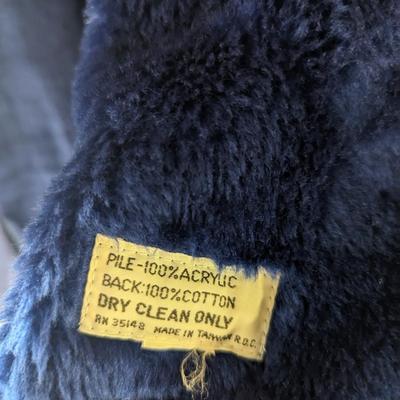 PILE-100%ACRYLIC
BACK:100%COTTON
DRY CLEAN ONLY
RN 35148 MADE IN TAIWAN R.O.C.